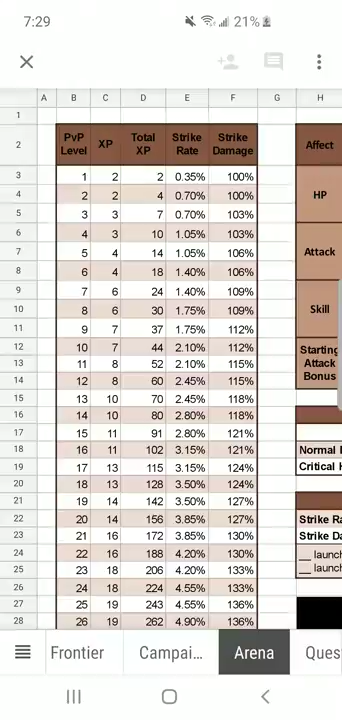 7:29 21%
A B C D E F G H
1
2 PvP Level XP Total XP Strike Rate Strike Damage Affect
3 1 2 2 0.35% 100%
4 2 2 4 0.70% 100% HP
5 3 3 7 0.70% 103%
6 4 3 10 1.05% 103%
7 5 4 14 1.05% 106% Attack
8 6 4 18 1.40% 106%
9 7 6 24 1.40% 109%
10 8 6 30 1.75% 109% Skill
11 9 7 37 1.75% 112%
12 10 7 44 2.10% 112% Starting
13 11 8 52 2.10% 115% Attack
14 12 8 60 2.45% 115% Bonus
15 13 10 70 2.45% 118%
16 14 10 80 2.80% 118%
17 15 11 91 2.80% 121%
18 16 11 102 3.15% 121% Normal
19 17 13 115 3.15% 124% Critical
20 18 13 128 3.50% 124%
21 19 14 142 3.50% 127%
22 20 14 156 3.85% 127% Strike Ra
23 21 16 172 3.85% 130% Strike Da
24 22 16 188 4.20% 130% __ launch
25 23 18 206 4.20% 133% __ launch
26 24 18 224 4.55% 133%
27 25 19 243 4.55% 136%
28 26 19 262 4.90% 136%
Frontier Campai... Arena Ques